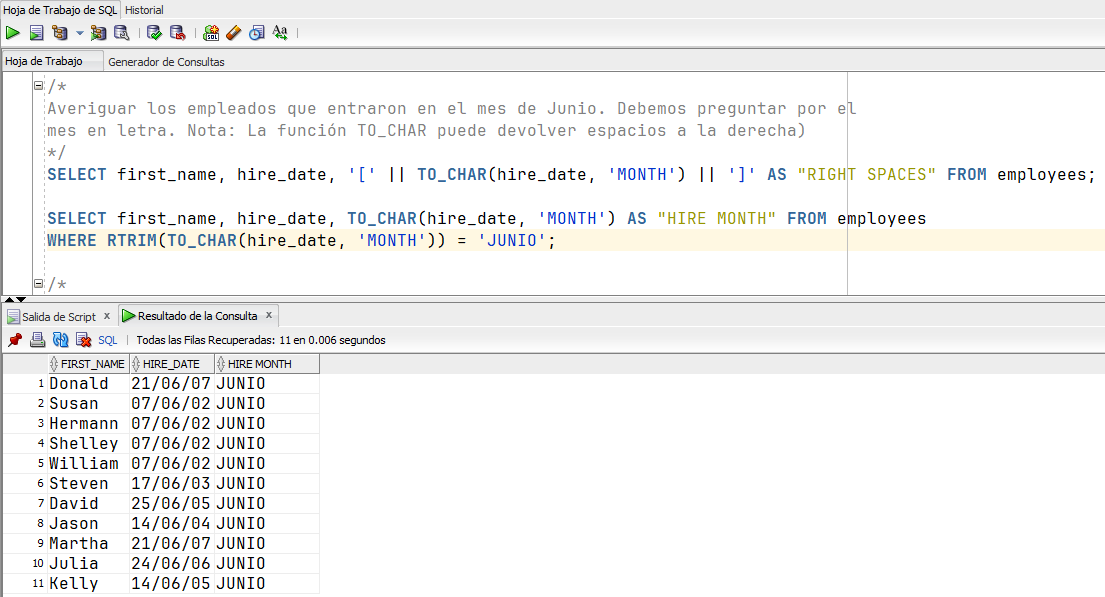 Hoja de Trabajo de SQL Historial
Hoja de Trabajo Generador de Consultas
/*
Averiguar los empleados que entraron en el mes de Junio. Debemos preguntar por el
mes en letra. Nota: La función TO_CHAR puede devolver espacios a la derecha)
*/
SELECT first_name, hire_date, '[' || TO_CHAR(hire_date, 'MONTH') || ']' AS "RIGHT SPACES" FROM employees;
SELECT first_name, hire_date, TO_CHAR(hire_date, 'MONTH') AS "HIRE MONTH" FROM employees
WHERE RTRIM(TO_CHAR(hire_date, 'MONTH')) = 'JUNIO';
/*
Salida de Script x Resultado de la Consulta x
SQL | Todas las Filas Recuperadas: 11 en 0.006 segundos
FIRST_NAME HIRE_DATE HIRE MONTH
1 Donald 21/06/07 JUNIO
2 Susan 07/06/02 JUNIO
3 Hermann 07/06/02 JUNIO
4 Shelley 07/06/02 JUNIO
5 William 07/06/02 JUNIO
6 Steven 17/06/03 JUNIO
7 David 25/06/05 JUNIO
8 Jason 14/06/04 JUNIO
9 Martha 21/06/07 JUNIO
10 Julia 24/06/06 JUNIO
11 Kelly 14/06/05 JUNIO